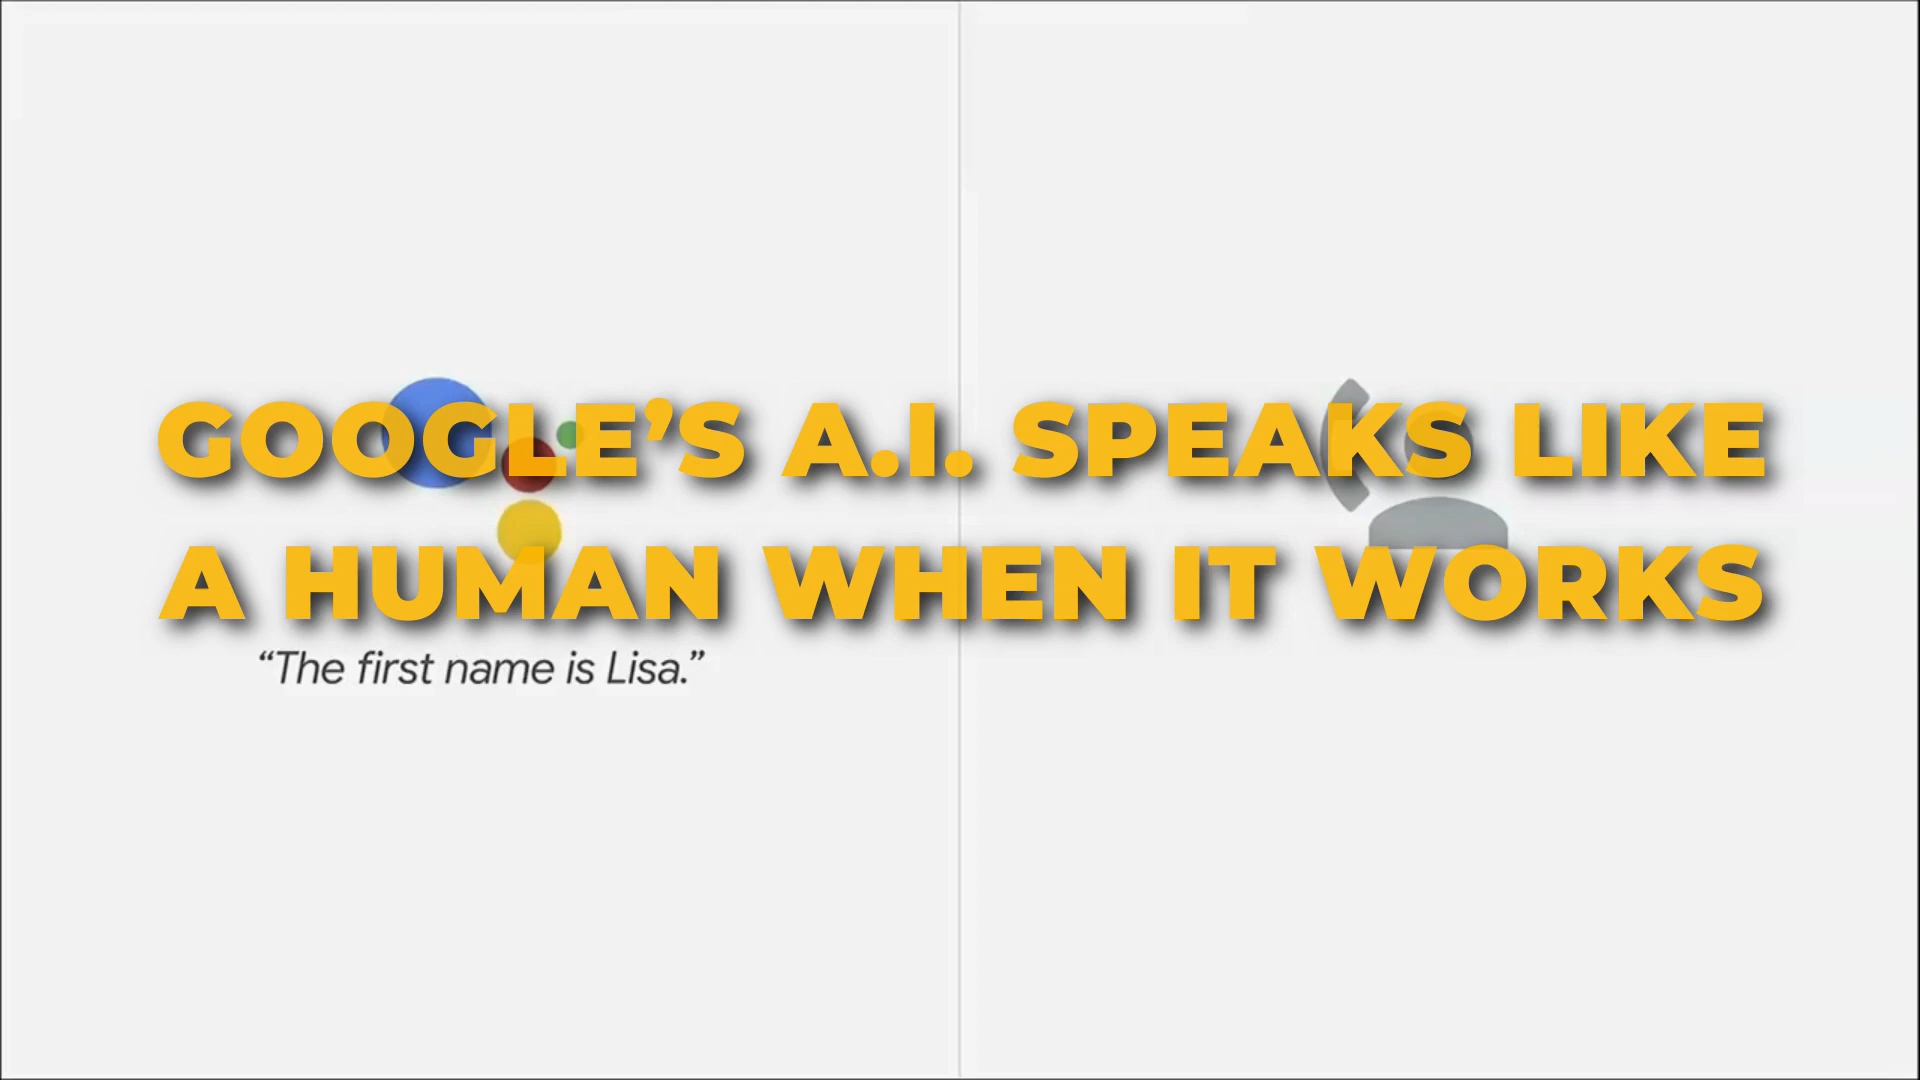 GOOGLE’S A.I. SPEAKS LIKE
A HUMAN WHEN IT WORKS
“The first name is Lisa.”